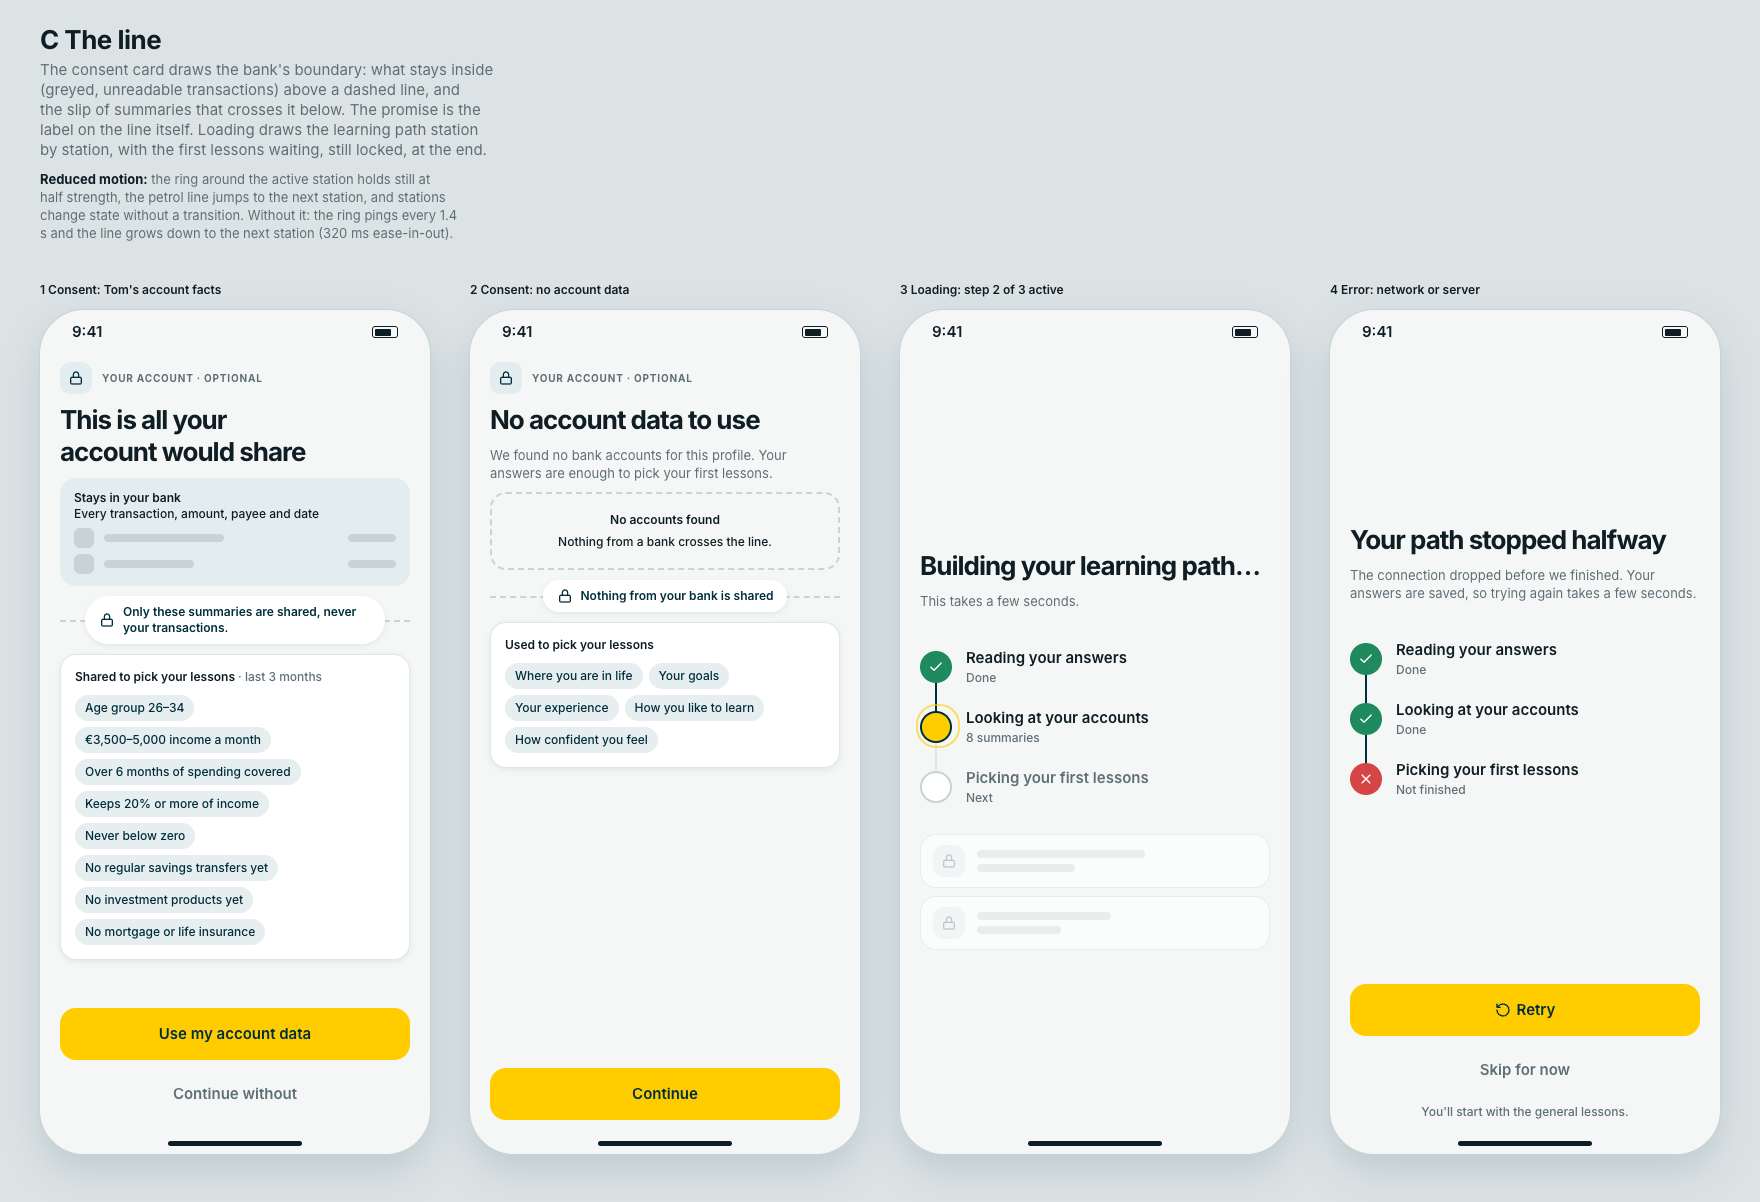 C The line
The consent card draws the bank's boundary: what stays inside
(greyed, unreadable transactions) above a dashed line, and
the slip of summaries that crosses it below. The promise is the
label on the line itself. Loading draws the learning path station
by station, with the first lessons waiting, still locked, at the end.
Reduced motion: the ring around the active station holds still at
half strength, the petrol line jumps to the next station, and stations
change state without a transition. Without it: the ring pings every 1.4
s and the line grows down to the next station (320 ms ease-in-out).
1 Consent: Tom's account facts
9:41
YOUR ACCOUNT · OPTIONAL
This is all your
account would share
Stays in your bank
Every transaction, amount, payee and date
Only these summaries are shared, never
your transactions.
Shared to pick your lessons · last 3 months
Age group 26–34
€3,500–5,000 income a month
Over 6 months of spending covered
Keeps 20% or more of income
Never below zero
No regular savings transfers yet
No investment products yet
No mortgage or life insurance
Use my account data
Continue without
2 Consent: no account data
9:41
YOUR ACCOUNT · OPTIONAL
No account data to use
We found no bank accounts for this profile. Your
answers are enough to pick your first lessons.
No accounts found
Nothing from a bank crosses the line.
Nothing from your bank is shared
Used to pick your lessons
Where you are in life
Your goals
Your experience
How you like to learn
How confident you feel
Continue
3 Loading: step 2 of 3 active
9:41
Building your learning path...
This takes a few seconds.
Reading your answers
Done
Looking at your accounts
8 summaries
Picking your first lessons
Next
4 Error: network or server
9:41
Your path stopped halfway
The connection dropped before we finished. Your
answers are saved, so trying again takes a few seconds.
Reading your answers
Done
Looking at your accounts
Done
Picking your first lessons
Not finished
Retry
Skip for now
You'll start with the general lessons.